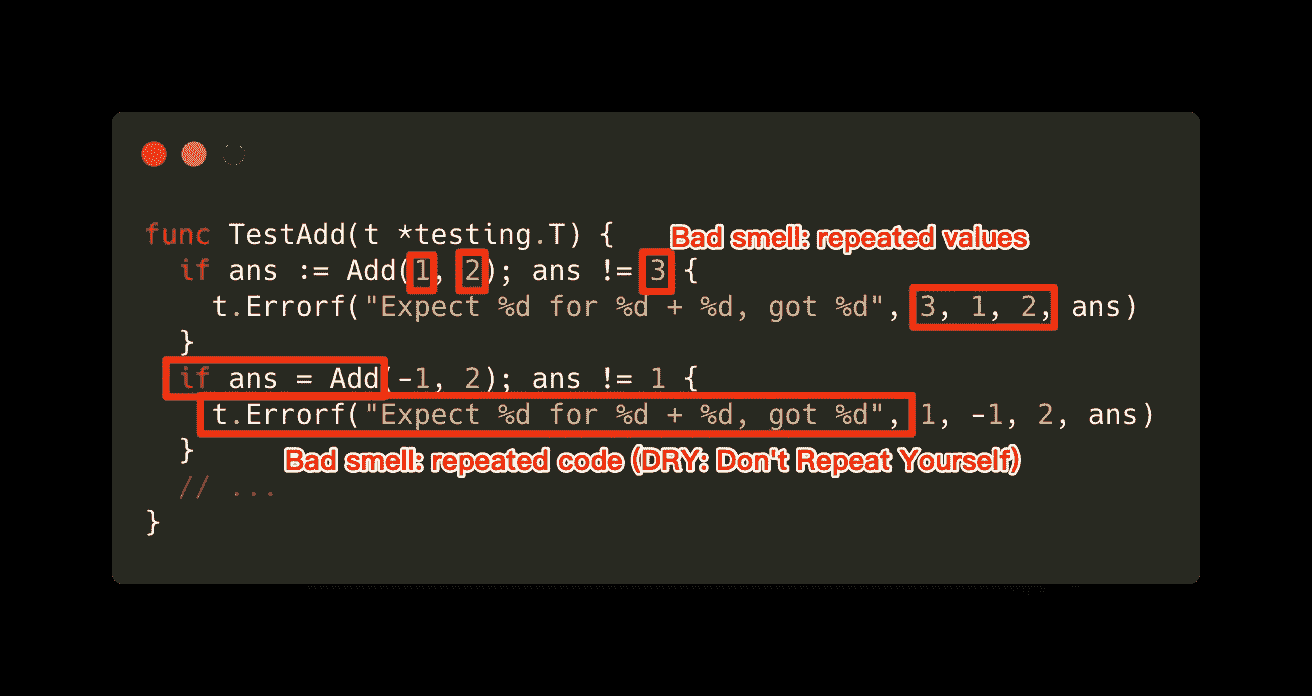 func TestAdd(t *testing.T) {
Bad smell: repeated values
if ans := Add(1, 2); ans != 3 {
t.Errorf("Expect %d for %d + %d, got %d", 3, 1, 2, ans)
}
if ans = Add(-1, 2); ans != 1 {
t.Errorf("Expect %d for %d + %d, got %d", 1, -1, 2, ans)
}
Bad smell: repeated code (DRY: Don't Repeat Yourself)
// ...
}